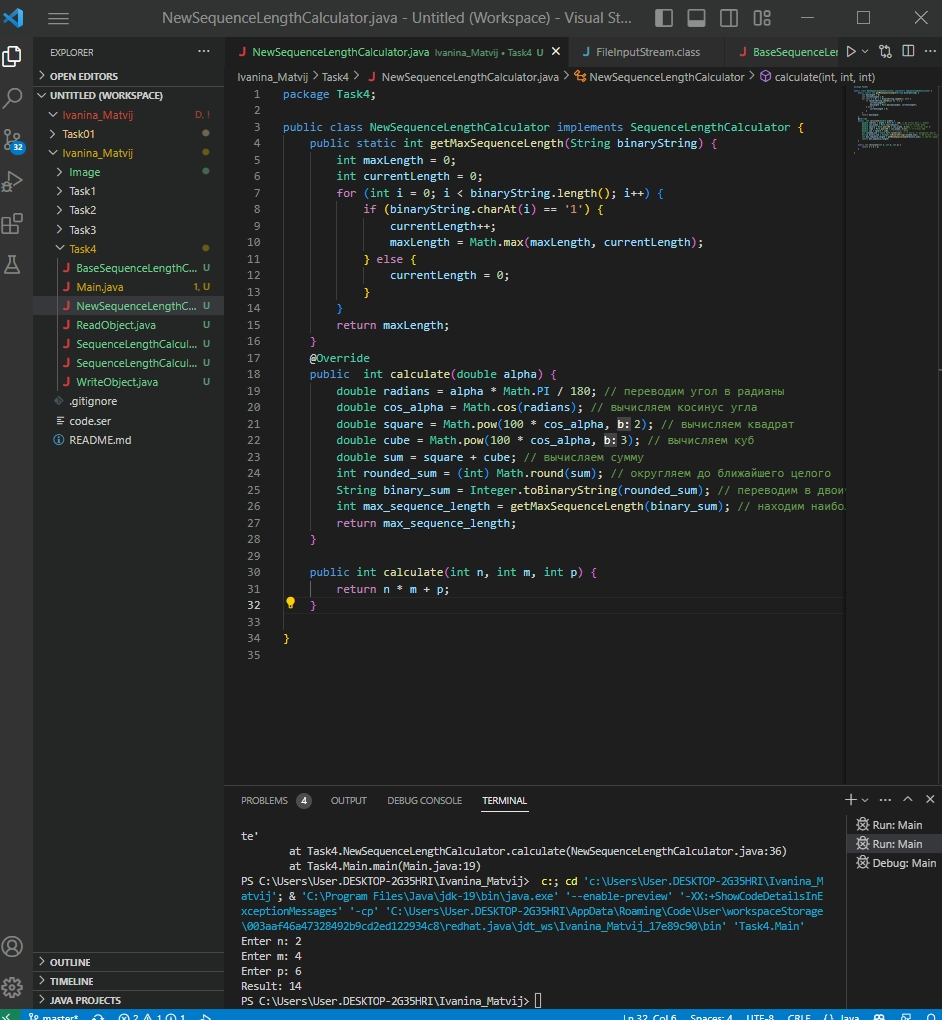 NewSequenceLengthCalculator.java - Untitled (Workspace) - Visual St...
EXPLORER
OPEN EDITORS
UNTITLED (WORKSPACE)
Ivanina_Matvij D, !
Task01
Ivanina_Matvij
Image
Task1
Task2
Task3
Task4
BaseSequenceLengthC... U
Main.java 1, U
NewSequenceLengthC... U
ReadObject.java U
SequenceLengthCalcul... U
SequenceLengthCalcul... U
WriteObject.java U
.gitignore
code.ser
README.md
OUTLINE
TIMELINE
JAVA PROJECTS
32
NewSequenceLengthCalculator.java Ivanina_Matvij • Task4 U
FileInputStream.class
BaseSequenceLer
Ivanina_Matvij > Task4 > NewSequenceLengthCalculator.java > NewSequenceLengthCalculator > calculate(int, int, int)
1 package Task4;
2
3 public class NewSequenceLengthCalculator implements SequenceLengthCalculator {
4 public static int getMaxSequenceLength(String binaryString) {
5 int maxLength = 0;
6 int currentLength = 0;
7 for (int i = 0; i < binaryString.length(); i++) {
8 if (binaryString.charAt(i) == '1') {
9 currentLength++;
10 maxLength = Math.max(maxLength, currentLength);
11 } else {
12 currentLength = 0;
13 }
14 }
15 return maxLength;
16 }
17 @Override
18 public  int calculate(double alpha) {
19 double radians = alpha * Math.PI / 180; // переводим угол в радианы
20 double cos_alpha = Math.cos(radians); // вычисляем косинус угла
21 double square = Math.pow(100 * cos_alpha, b: 2); // вычисляем квадрат
22 double cube = Math.pow(100 * cos_alpha, b: 3); // вычисляем куб
23 double sum = square + cube; // вычисляем сумму
24 int rounded_sum = (int) Math.round(sum); // округляем до ближайшего целого
25 String binary_sum = Integer.toBinaryString(rounded_sum); // переводим в двоич
26 int max_sequence_length = getMaxSequenceLength(binary_sum); // находим наибо
27 return max_sequence_length;
28 }
29
30 public int calculate(int n, int m, int p) {
31 return n * m + p;
32 }
33
34 }
35
PROBLEMS 4 OUTPUT DEBUG CONSOLE TERMINAL
te'
at Task4.NewSequenceLengthCalculator.calculate(NewSequenceLengthCalculator.java:36)
at Task4.Main.main(Main.java:19)
PS C:\Users\User.DESKTOP-2G35HRI\Ivanina_Matvij>  c:; cd 'c:\Users\User.DESKTOP-2G35HRI\Ivanina_M
atvij'; & 'C:\Program Files\Java\jdk-19\bin\java.exe' '--enable-preview' '-XX:+ShowCodeDetailsInE
xceptionMessages' '-cp' 'C:\Users\User.DESKTOP-2G35HRI\AppData\Roaming\Code\User\workspaceStorage
\003aaf46a47328492b9cd2ed122934c8\redhat.java\jdt_ws\Ivanina_Matvij_17e89c90\bin' 'Task4.Main'
Enter n: 2
Enter m: 4
Enter p: 6
Result: 14
PS C:\Users\User.DESKTOP-2G35HRI\Ivanina_Matvij>
Run: Main
Run: Main
Debug: Main
master* 2 1 1 Ln 32, Col 6 Spaces: 4 UTF-8 CRLF {} Java